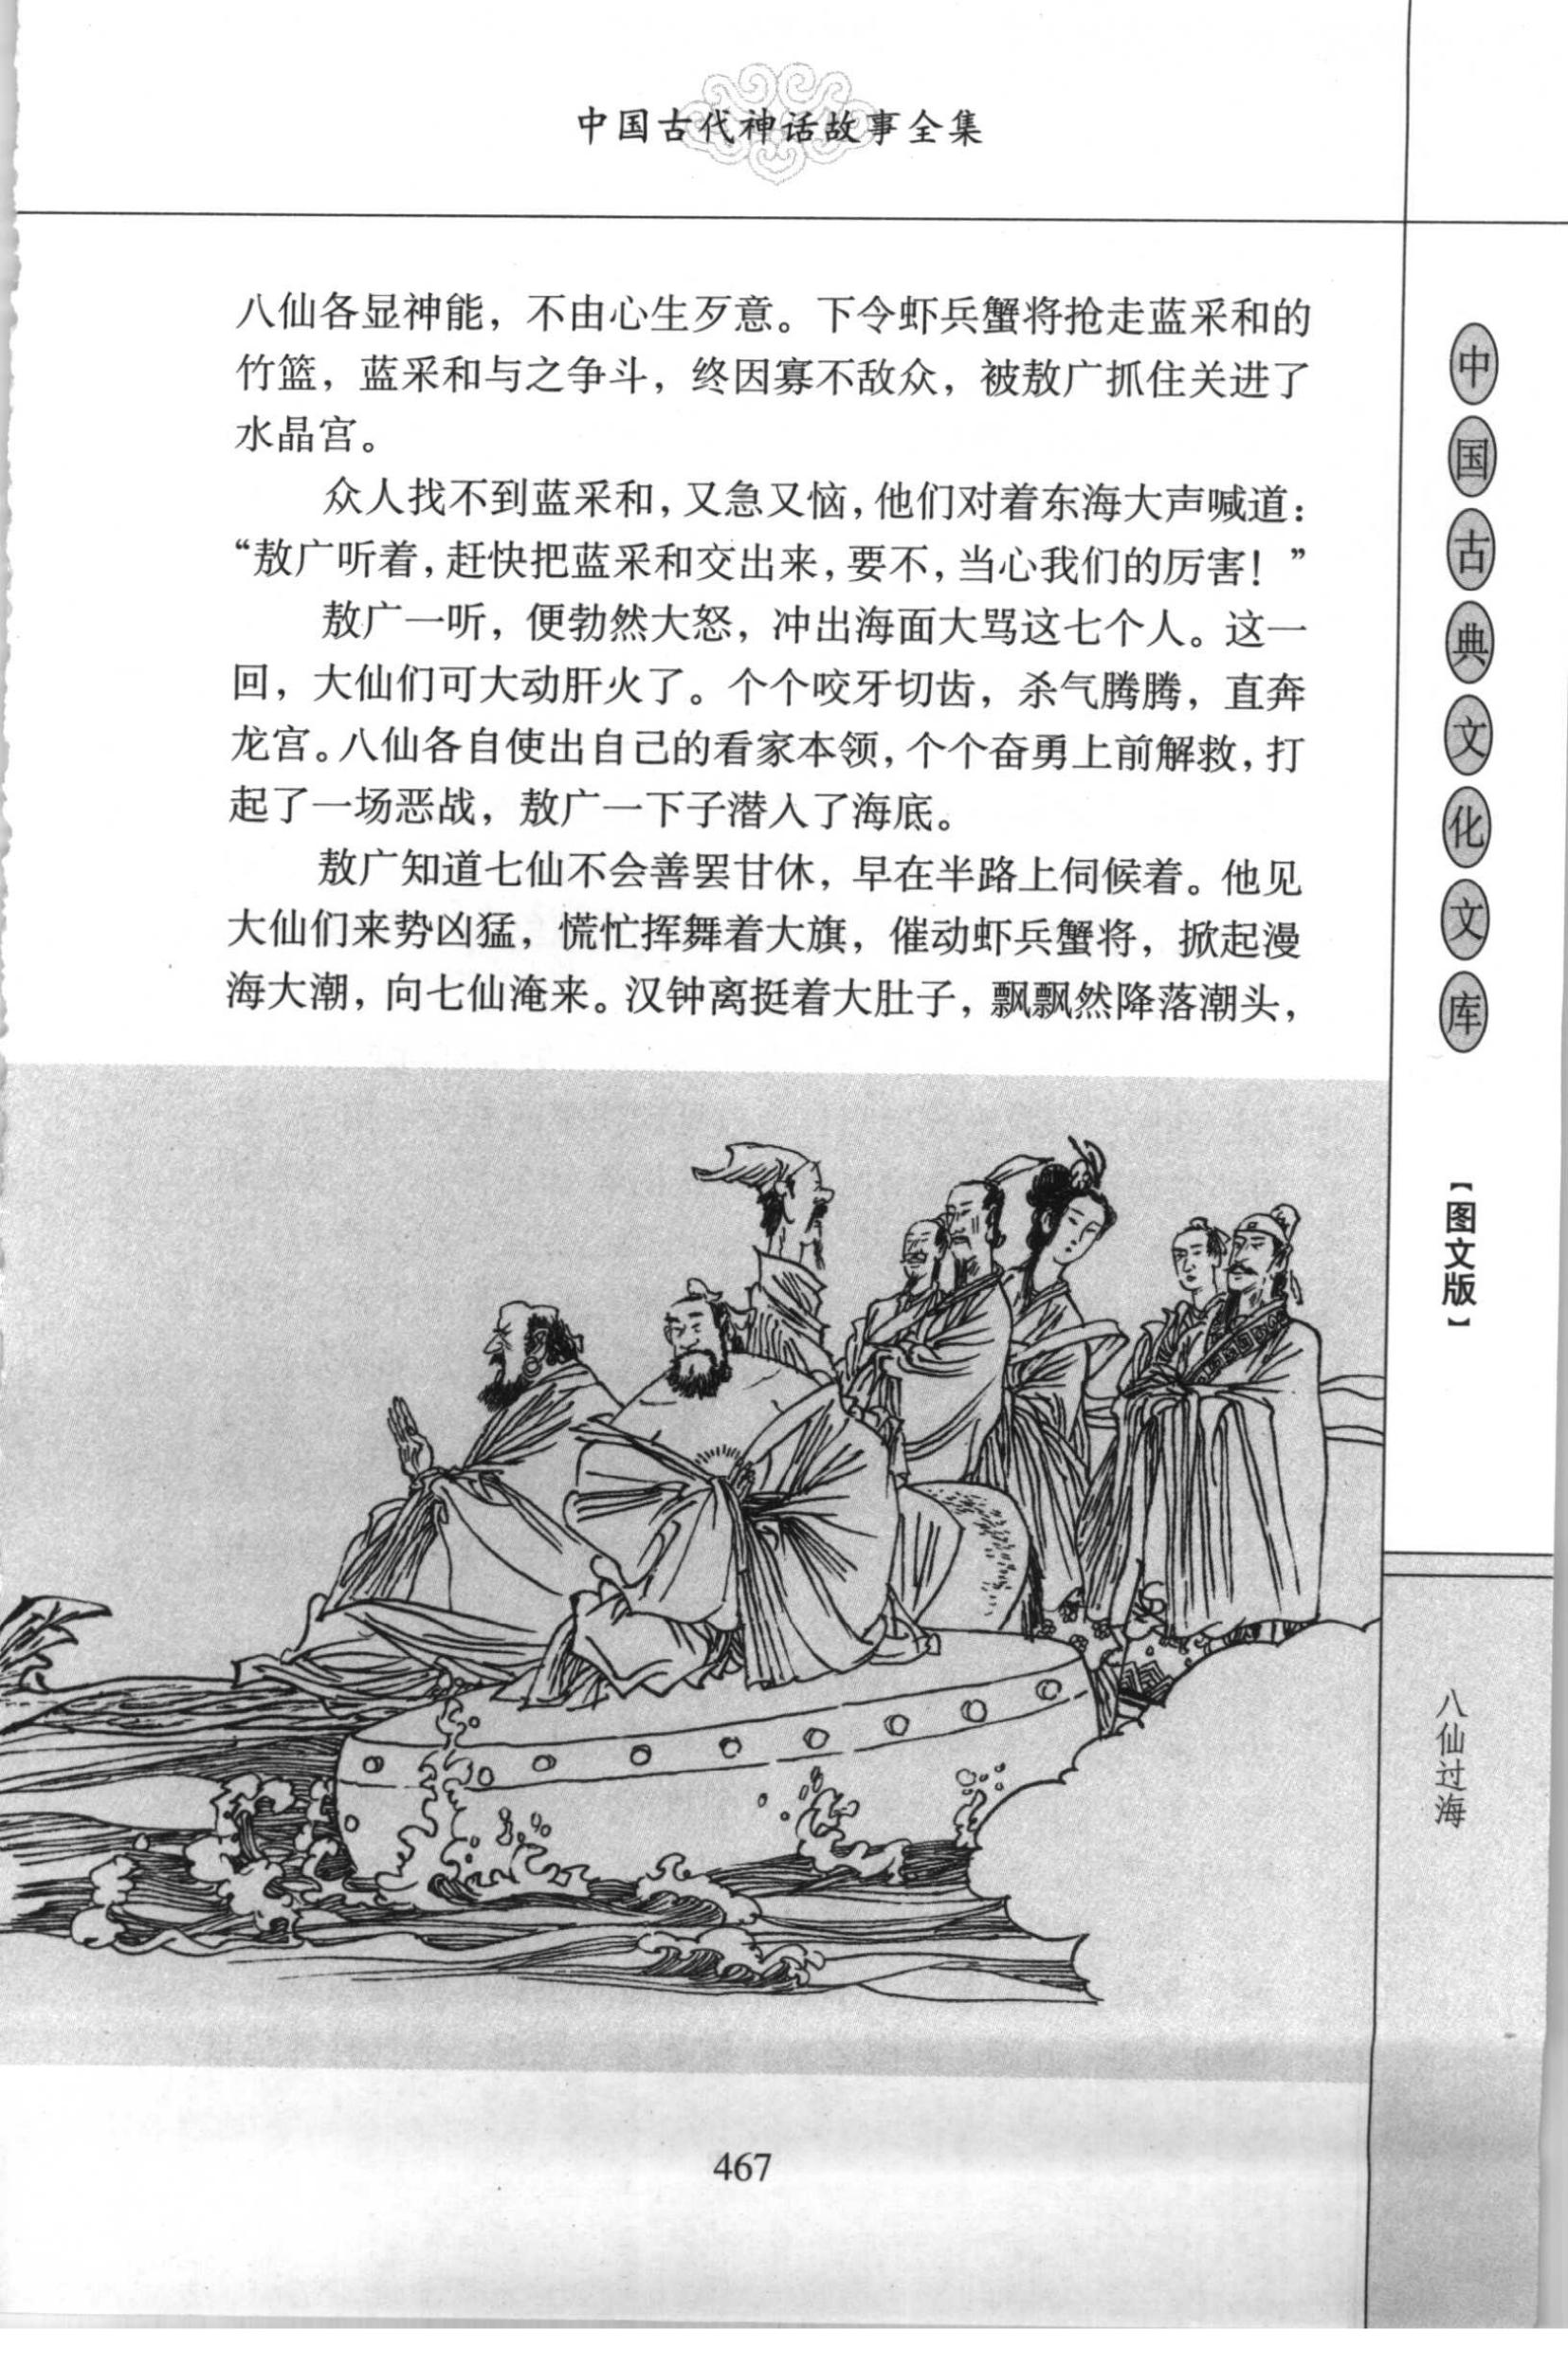 中国古代神话故事全集
八仙各显神能，不由心生歹意。下令虾兵蟹将抢走蓝采和的
竹篮，蓝采和与之争斗，终因寡不敌众，被敖广抓住关进了
水晶宫。
众人找不到蓝采和，又急又恼，他们对着东海大声喊道：
“敖广听着，赶快把蓝采和交出来，要不，当心我们的厉害！”
敖广一听，便勃然大怒，冲出海面大骂这七个人。这一
回，大仙们可大动肝火了。个个咬牙切齿，杀气腾腾，直奔
龙宫。八仙各自使出自己的看家本领，个个奋勇上前解救，打
起了一场恶战，敖广一下子潜入了海底。
敖广知道七仙不会善罢甘休，早在半路上伺候着。他见
大仙们来势凶猛，慌忙挥舞着大旗，催动虾兵蟹将，掀起漫
海大潮，向七仙淹来。汉钟离挺着大肚子，飘飘然降落潮头，
中国古典文化文库
【图文版】
八仙过海
467